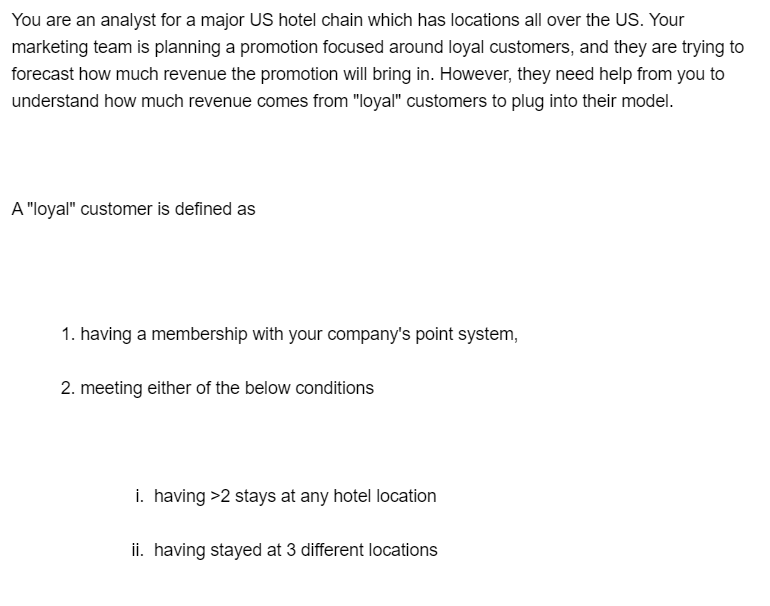 You are an analyst for a major US hotel chain which has locations all over the US. Your
marketing team is planning a promotion focused around loyal customers, and they are trying to
forecast how much revenue the promotion will bring in. However, they need help from you to
understand how much revenue comes from "loyal" customers to plug into their model.
A "loyal" customer is defined as
1. having a membership with your company's point system,
2. meeting either of the below conditions
i. having >2 stays at any hotel location
ii. having stayed at 3 different locations